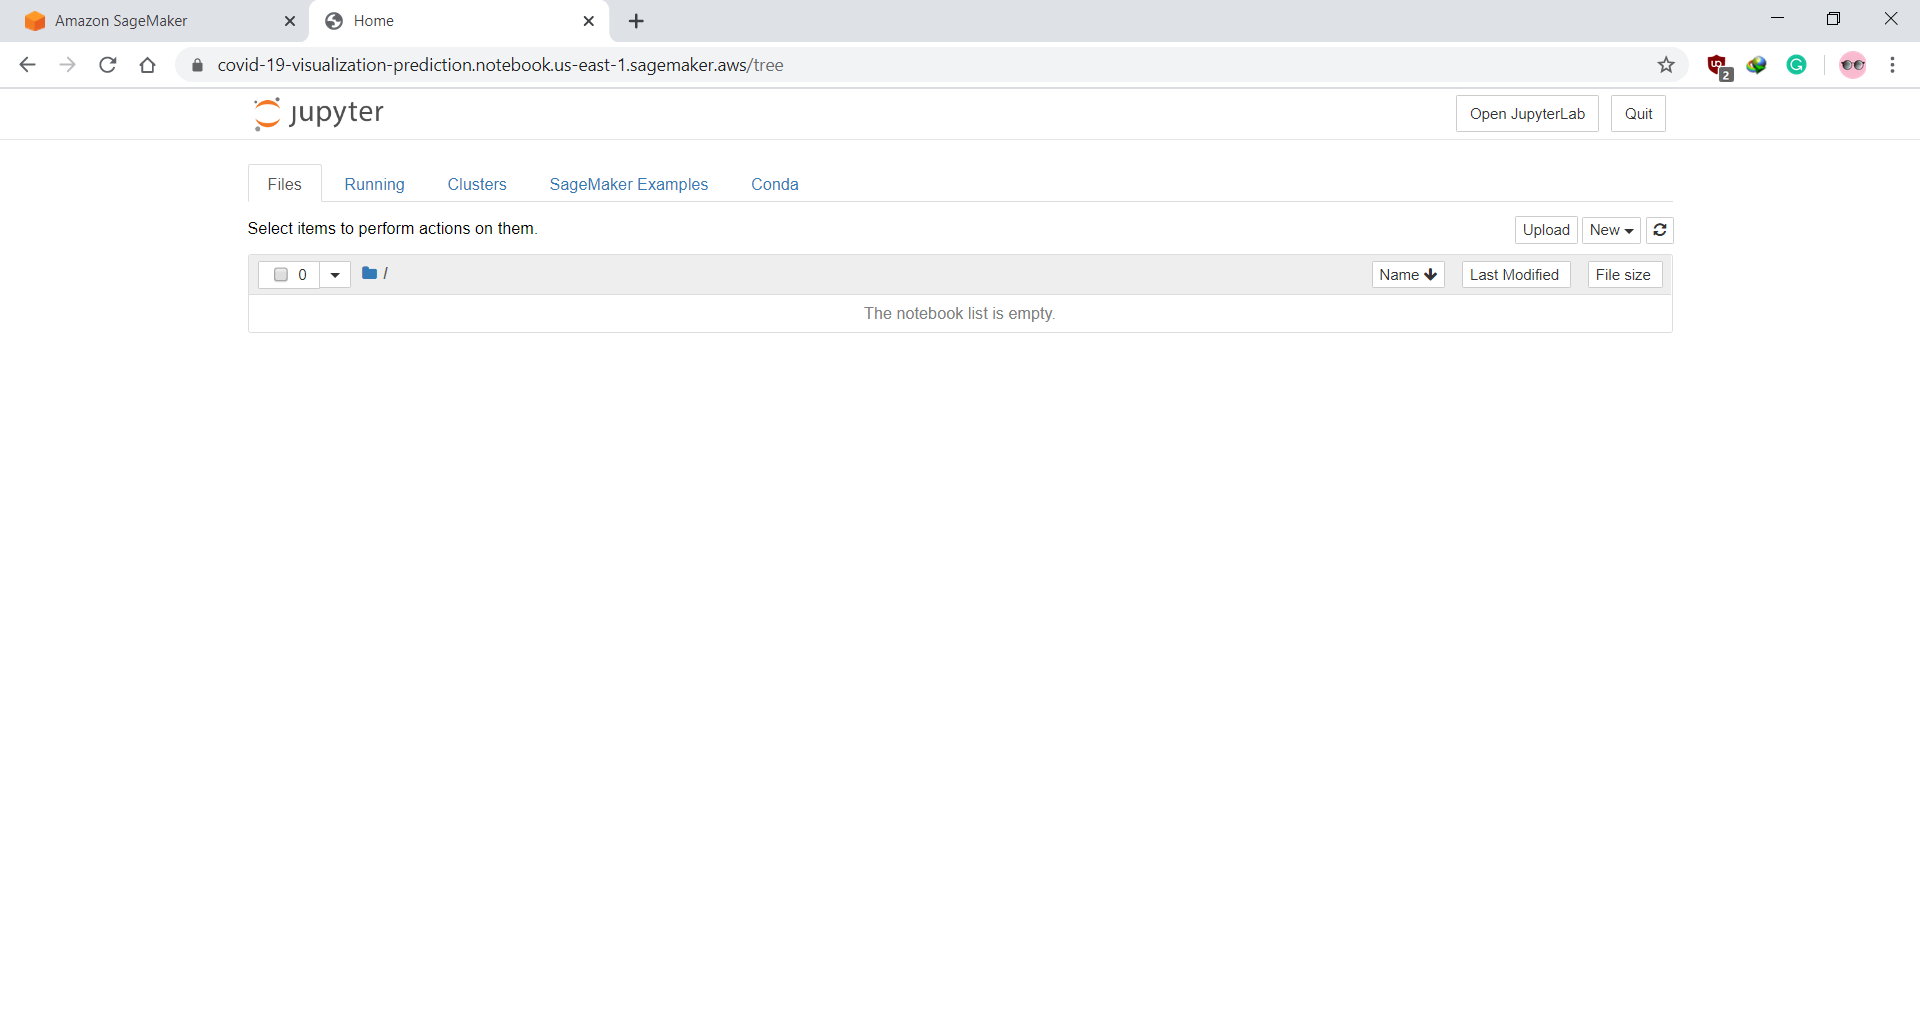 Amazon SageMaker
Home
covid-19-visualization-prediction.notebook.us-east-1.sagemaker.aws/tree
2
jupyter
Open JupyterLab
Quit
Files
Running
Clusters
SageMaker Examples
Conda
Select items to perform actions on them.
Upload
New
0
/
Name
Last Modified
File size
The notebook list is empty.